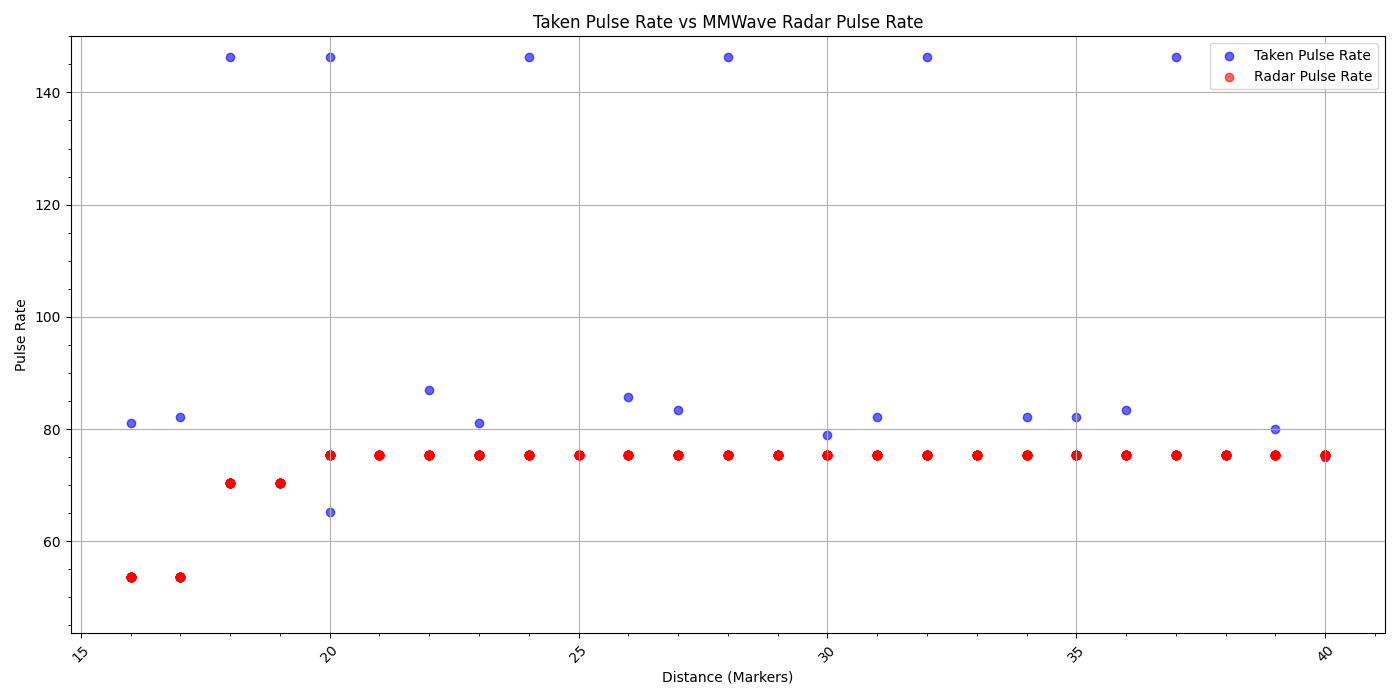 Taken Pulse Rate vs MMWave Radar Pulse Rate
Taken Pulse Rate
Radar Pulse Rate
140
120
100
80
60
Pulse Rate
15
20
25
30
35
40
Distance (Markers)